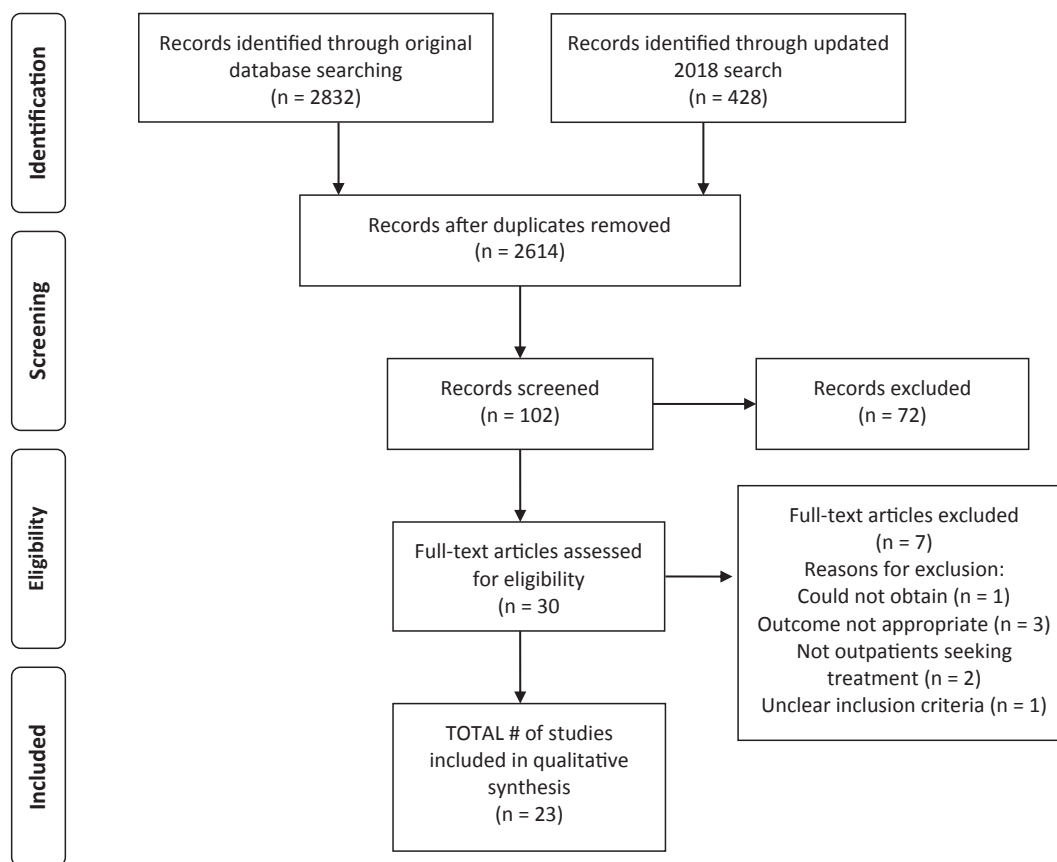 Identification
Records identified through original
database searching
(n = 2832)
Records identified through updated
2018 search
(n = 428)
Records after duplicates removed
(n = 2614)
Screening
Records screened
(n = 102)
Records excluded
(n = 72)
Eligibility
Full-text articles assessed
for eligibility
(n = 30
Full-text articles excluded
(n = 7)
Reasons for exclusion:
Could not obtain (n = 1)
Outcome not appropriate (n = 3)
Not outpatients seeking
treatment (n = 2)
Unclear inclusion criteria (n = 1)
Included
TOTAL # of studies
included in qualitative
synthesis
(n = 23)